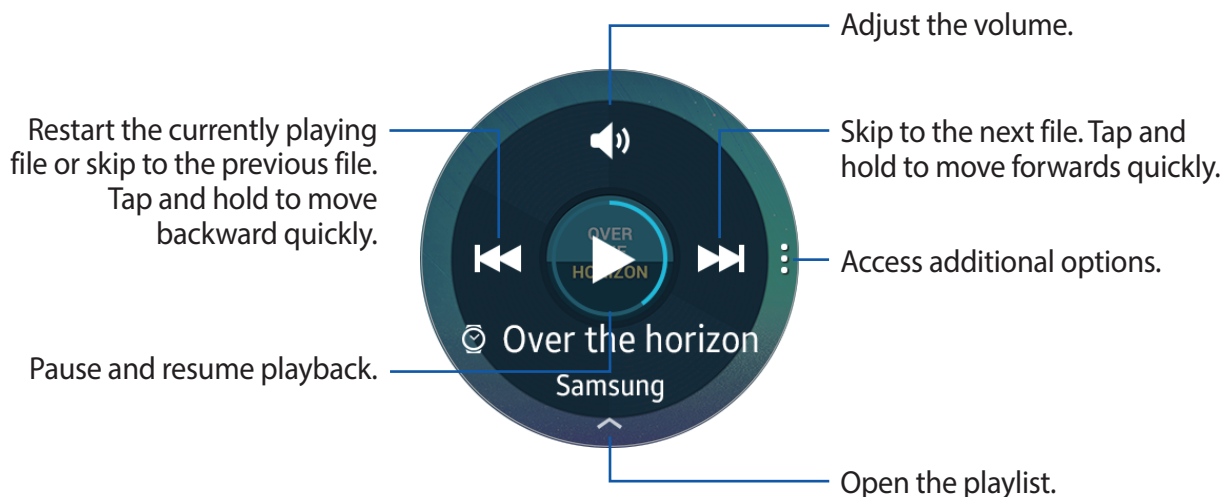 Adjust the volume.
Restart the currently playing
file or skip to the previous file.
Tap and hold to move
backward quickly.
Skip to the next file. Tap and
hold to move forwards quickly.
OVER
HORIZON
Access additional options.
Over the horizon
Pause and resume playback.
Samsung
Open the playlist.